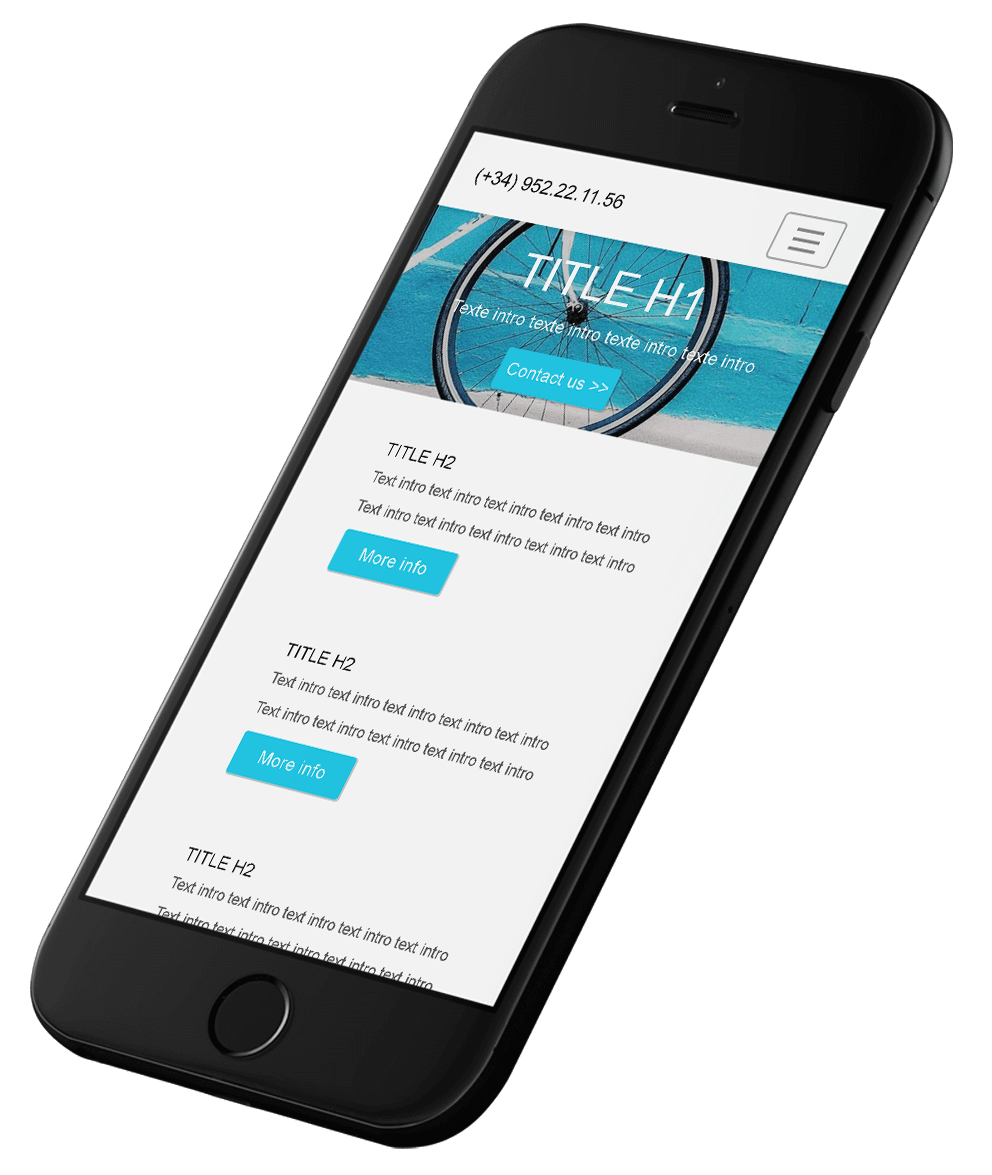 (+34) 952.22.11.56
TITLE H1
Texte intro texte intro texte intro texte intro
Contact us >>
TITLE H2
Text intro text intro text intro text intro text intro
Text intro text intro text intro text intro text intro
More info
TITLE H2
Text intro text intro text intro text intro text intro
Text intro text intro text intro text intro text intro
More info
TITLE H2
Text intro text intro text intro text intro text intro
Text intro text intro text intro text intro text intro